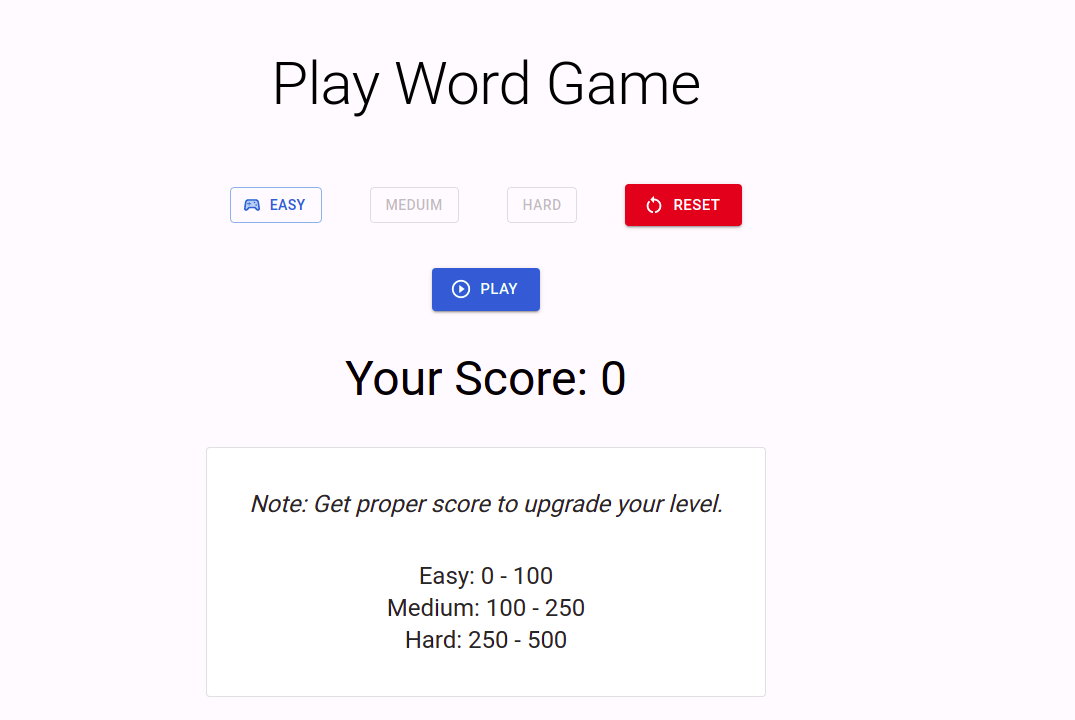 Play Word Game
EASY MEDUIM HARD RESET
PLAY
Your Score: 0
Note: Get proper score to upgrade your level.
Easy: 0 - 100
Medium: 100 - 250
Hard: 250 - 500